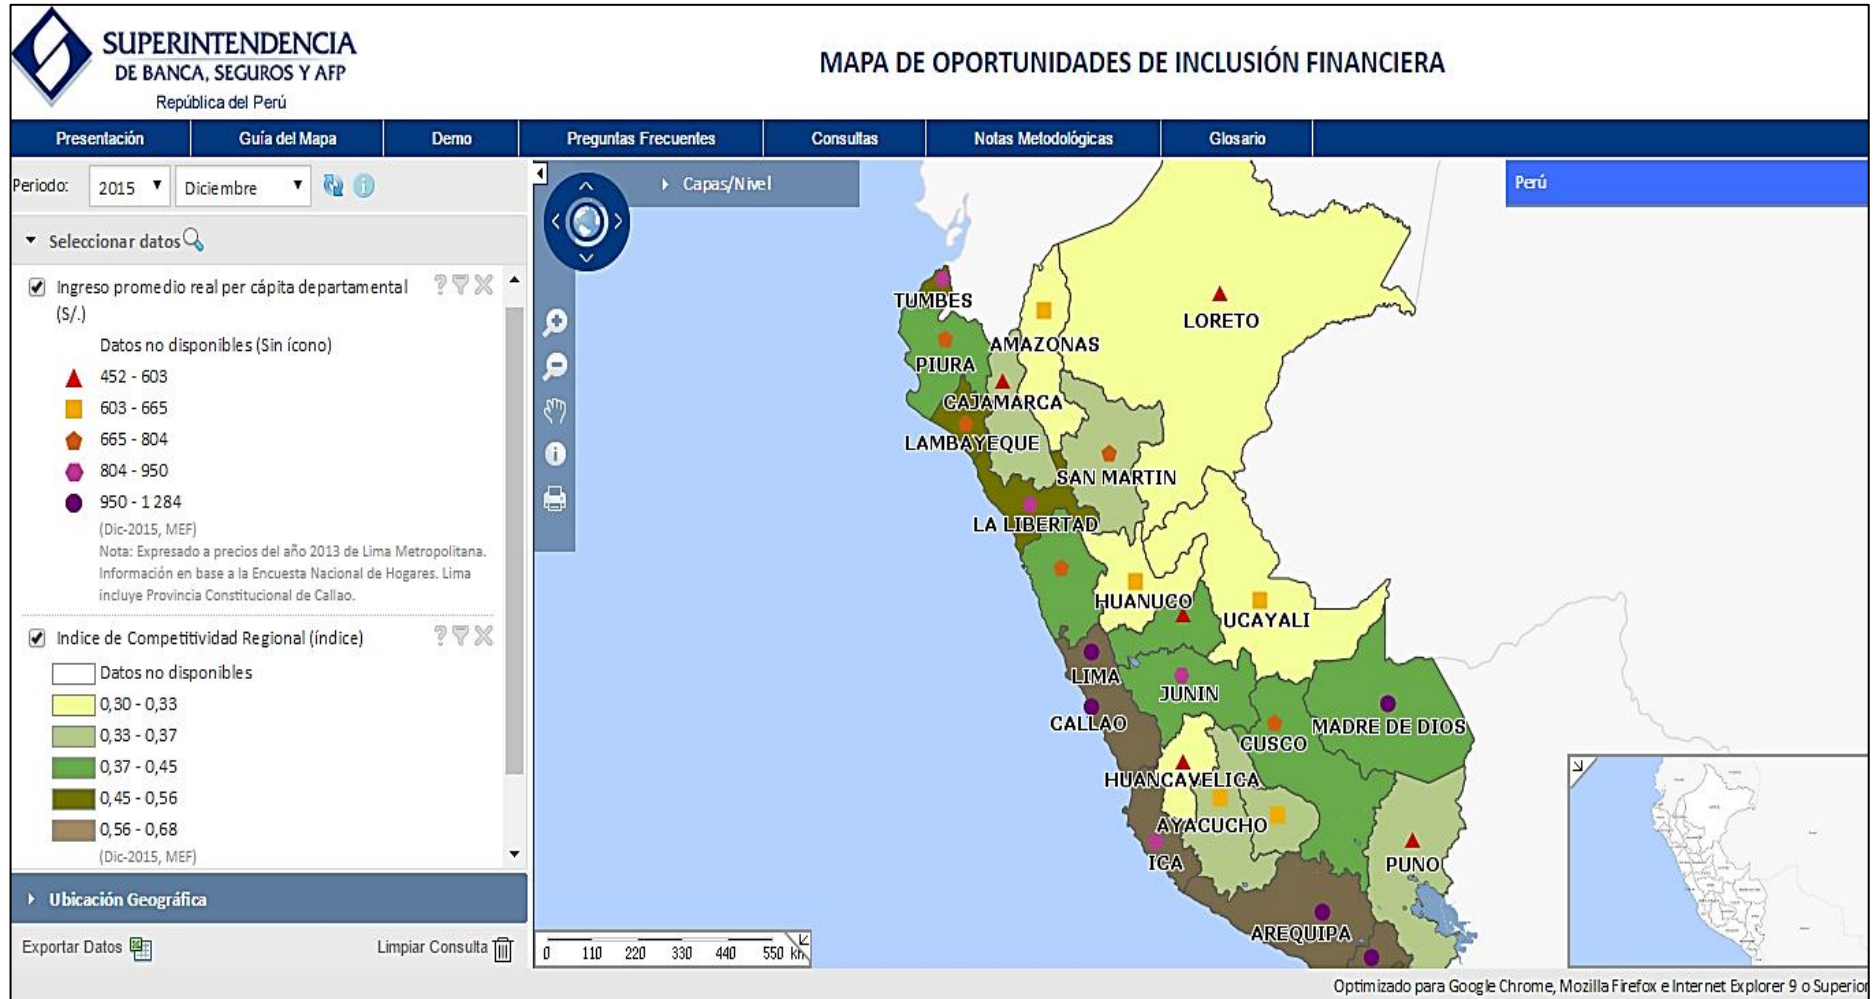 SUPERINTENDENCIA
DE BANCA, SEGUROS Y AFP
República del Perú
MAPA DE OPORTUNIDADES DE INCLUSIÓN FINANCIERA
Presentación Guía del Mapa Demo Preguntas Frecuentes Consultas Notas Metodológicas Glosario
Periodo: 2015 Diciembre
Seleccionar datos
Ingreso promedio real per cápita departamental
(S/.)
Datos no disponibles (Sin ícono)
452 - 603
603 - 665
665 - 804
804 - 950
950 - 1 284
(Dic-2015, MEF)
Nota: Expresado a precios del año 2013 de Lima Metropolitana.
Información en base a la Encuesta Nacional de Hogares. Lima
incluye Provincia Constitucional de Callao.
Indice de Competitividad Regional (índice)
Datos no disponibles
0,30 - 0,33
0,33 - 0,37
0,37 - 0,45
0,45 - 0,56
0,56 - 0,68
(Dic-2015, MEF)
Ubicación Geográfica
Exportar Datos Limpiar Consulta
Capas/Nivel
Perú
TUMBES
LORETO
AMAZONAS
PIURA
CAJAMARCA
LAMBAYEQUE
SAN MARTIN
LA LIBERTAD
HUANUCO
UCAYALI
LIMA
JUNIN
CALLAO
MADRE DE DIOS
CUSCO
HUANCAVELICA
AYACUCHO
ICA
PUNO
AREQUIPA
0 110 220 330 440 550 km
Optimizado para Google Chrome, Mozilla Firefox e Internet Explorer 9 o Superior